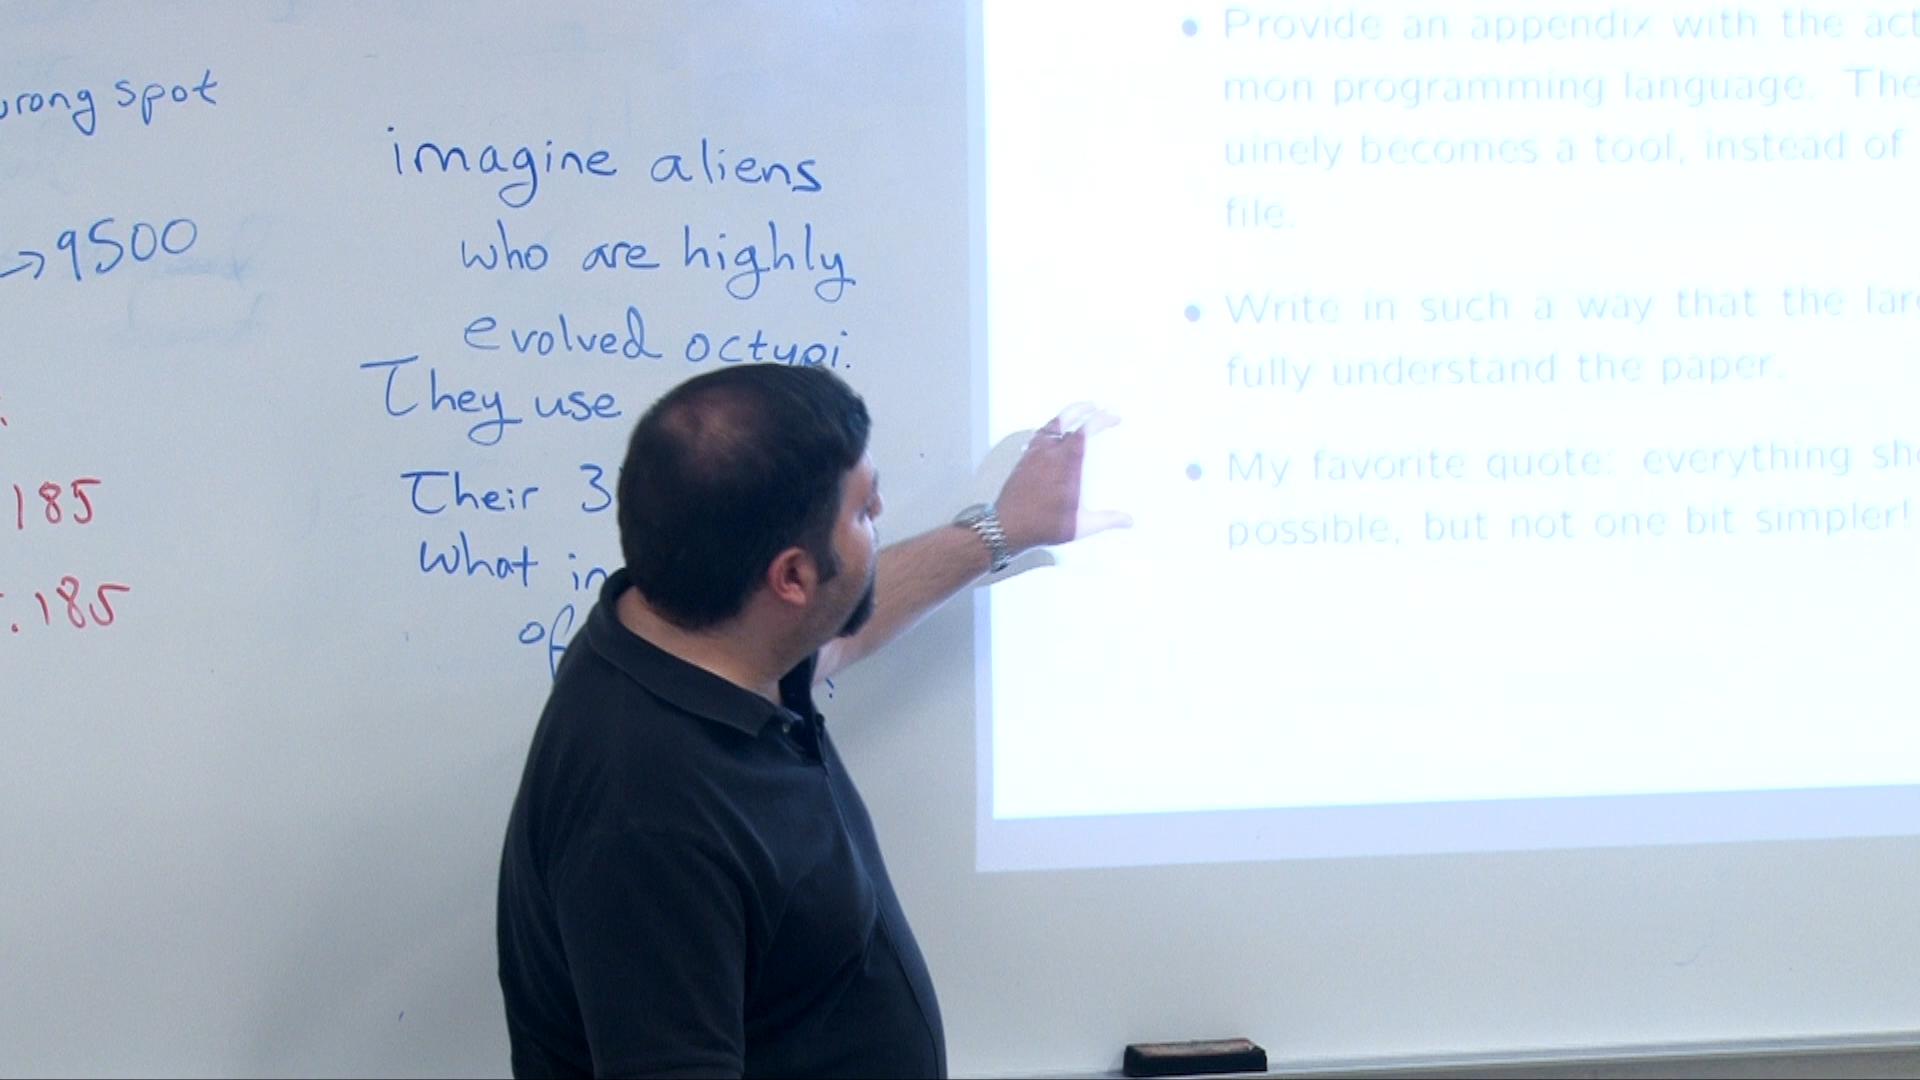 wrong spot
→9500
185
.185
imagine aliens
who are highly
evolved octypi.
They use
Their 3
What in
of
• Provide an appendix with the act
mon programming language. The
uinely becomes a tool, instead of
file.
• Write in such a way that the lar
fully understand the paper.
• My favorite quote: everything sh
possible, but not one bit simpler!